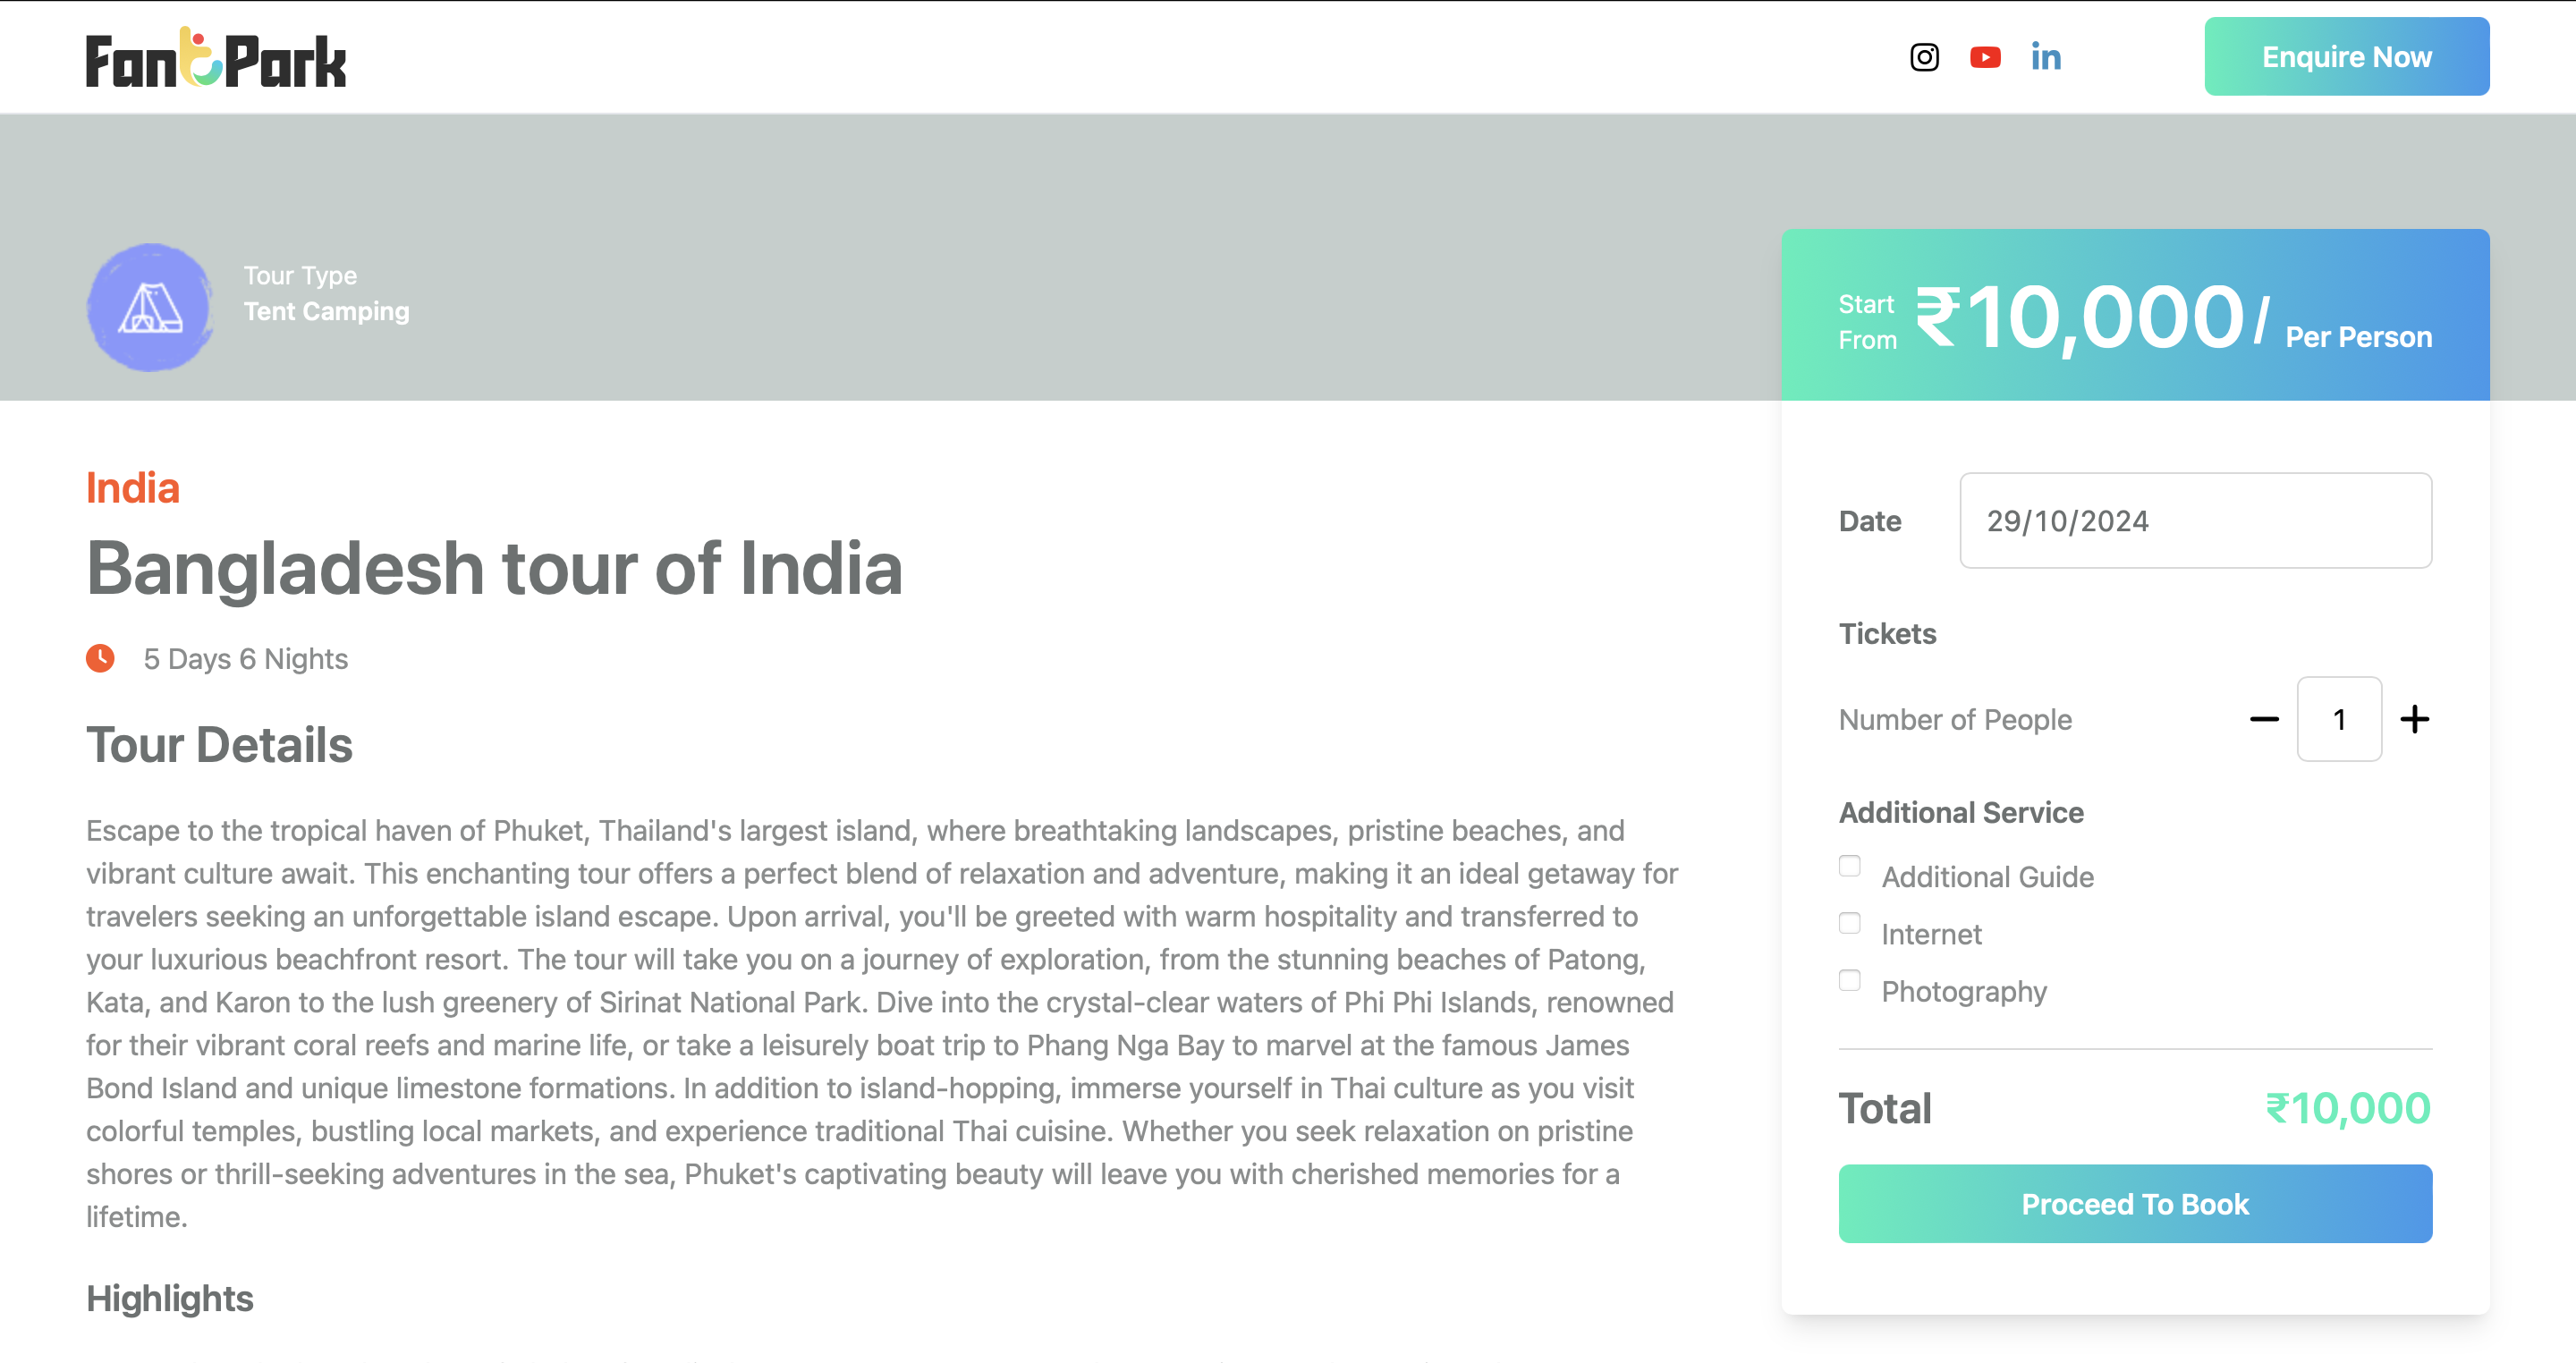 FantPark
Enquire Now
Tour Type
Tent Camping
Start
From
₹10,000/ Per Person
India
Bangladesh tour of India
5 Days 6 Nights
Tour Details
Escape to the tropical haven of Phuket, Thailand's largest island, where breathtaking landscapes, pristine beaches, and
vibrant culture await. This enchanting tour offers a perfect blend of relaxation and adventure, making it an ideal getaway for
travelers seeking an unforgettable island escape. Upon arrival, you'll be greeted with warm hospitality and transferred to
your luxurious beachfront resort. The tour will take you on a journey of exploration, from the stunning beaches of Patong,
Kata, and Karon to the lush greenery of Sirinat National Park. Dive into the crystal-clear waters of Phi Phi Islands, renowned
for their vibrant coral reefs and marine life, or take a leisurely boat trip to Phang Nga Bay to marvel at the famous James
Bond Island and unique limestone formations. In addition to island-hopping, immerse yourself in Thai culture as you visit
colorful temples, bustling local markets, and experience traditional Thai cuisine. Whether you seek relaxation on pristine
shores or thrill-seeking adventures in the sea, Phuket's captivating beauty will leave you with cherished memories for a
lifetime.
Highlights
Date
29/10/2024
Tickets
Number of People
1
Additional Service
Additional Guide
Internet
Photography
Total
₹10,000
Proceed To Book